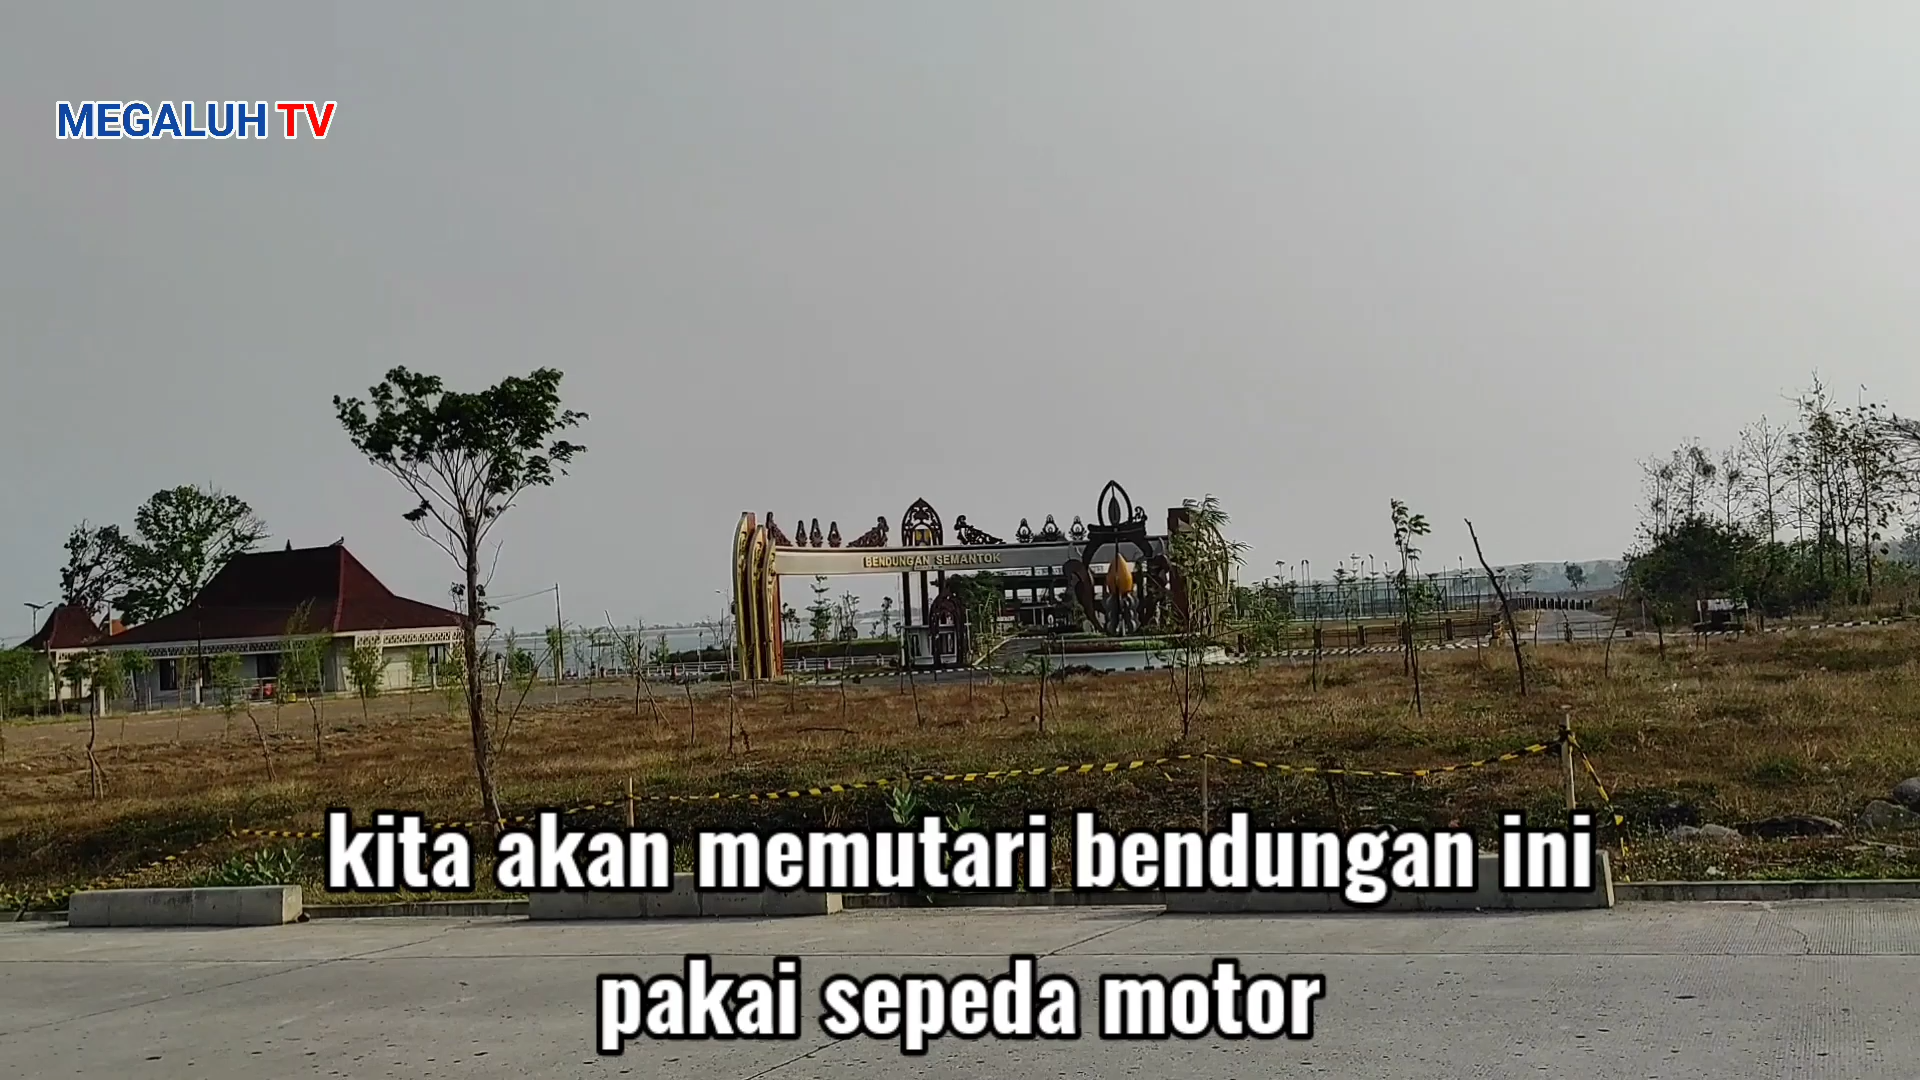 MEGALUH TV
BENDUNGAN SEMANTOK
kita akan memutari bendungan ini
pakai sepeda motor